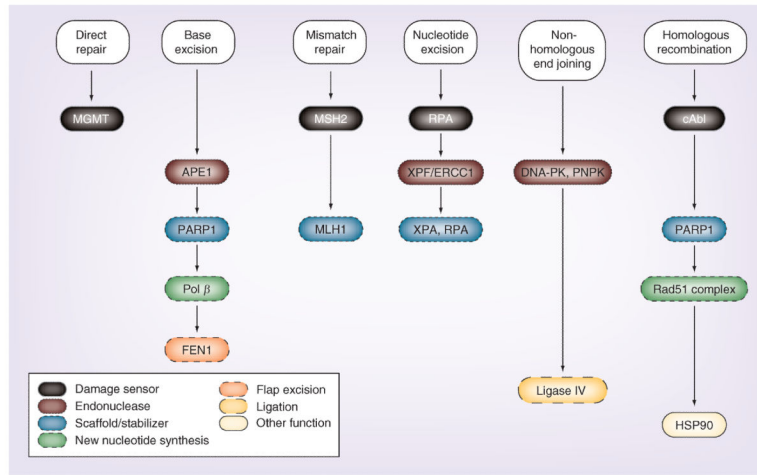 Direct
repair
Base
excision
Mismatch
repair
Nucleotide
excision
Non-
homologous
end joining
Homologous
recombination
MGMT
MSH2
RPA
cAbl
APE1
XPF/ERCC1
DNA-PK, PNPK
PARP1
MLH1
XPA, RPA
PARP1
Pol β
Rad51 complex
FEN1
Ligase IV
HSP90
Damage sensor
Endonuclease
Scaffold/stabilizer
New nucleotide synthesis
Flap excision
Ligation
Other function